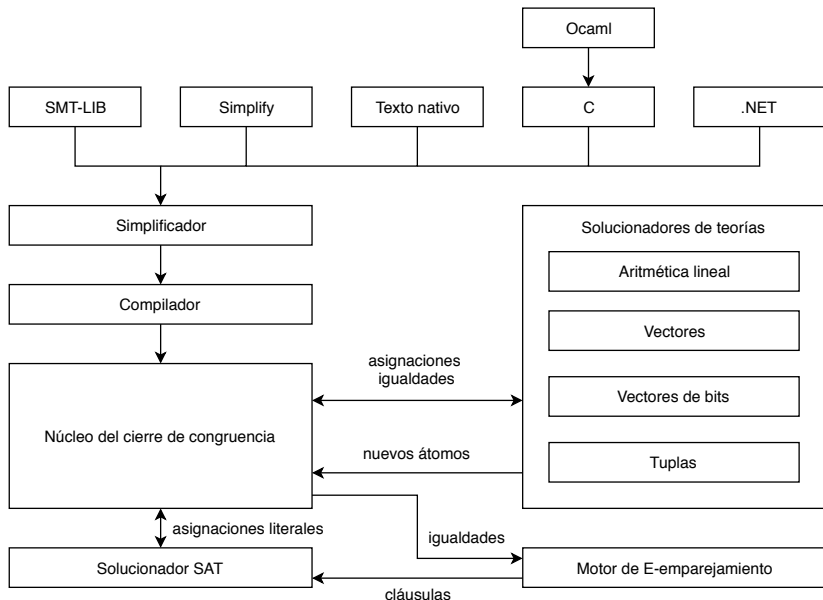 Ocaml
SMT-LIB
Simplify
Texto nativo
C
.NET
Simplificador
Solucionadores de teorías
Aritmética lineal
Compilador
Vectores
asignaciones
igualdades
Vectores de bits
Núcleo del cierre de congruencia
nuevos átomos
Tuplas
asignaciones literales
igualdades
Solucionador SAT
Motor de E-emparejamiento
cláusulas